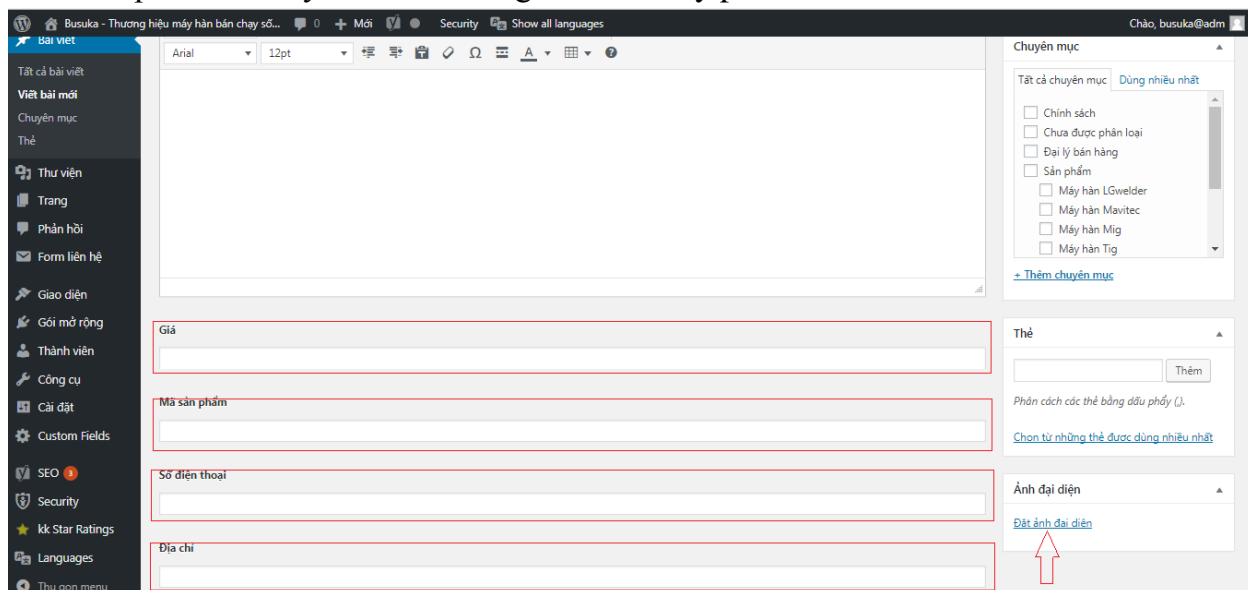 Busuka - Thương hiệu máy hàn bán chạy số... 0 + Mới Security Show all languages Chào, busuka@adm
Bài viết
Tất cả bài viết
Viết bài mới
Chuyên mục
Thẻ
Thư viện
Trang
Phản hồi
Form liên hệ
Giao diện
Gói mở rộng
Thành viên
Công cụ
Cài đặt
Custom Fields
SEO 3
Security
kk Star Ratings
Languages
Thu gọn menu
Arial 12pt
Giá
Mã sản phẩm
Số điện thoại
Địa chỉ
Chuyên mục
Tất cả chuyên mục Dùng nhiều nhất
Chính sách
Chưa được phân loại
Đại lý bán hàng
Sản phẩm
Máy hàn LGwelder
Máy hàn Mavitec
Máy hàn Mig
Máy hàn Tig
+ Thêm chuyên mục
Thẻ
Thêm
Phân cách các thẻ bằng dấu phẩy (,).
Chọn từ những thẻ được dùng nhiều nhất
Ảnh đại diện
Đặt ảnh đại diện